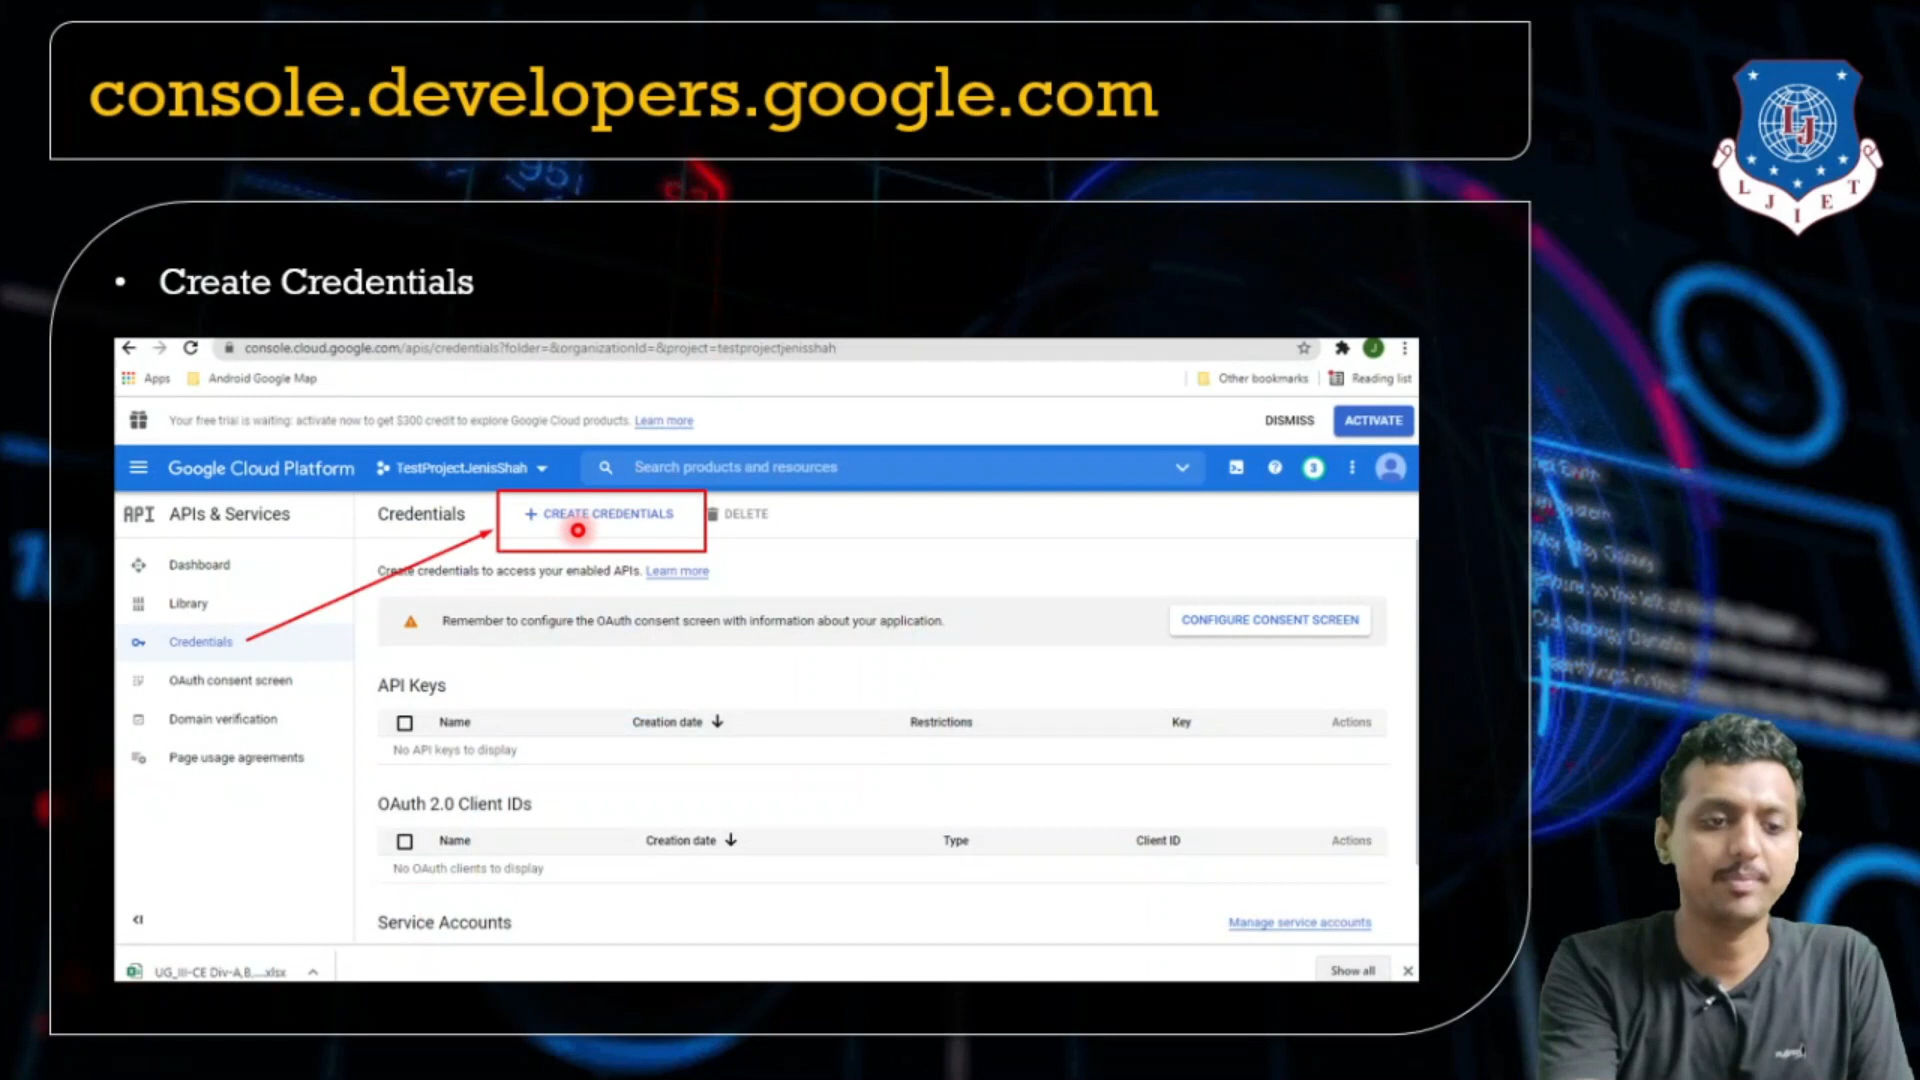 console.developers.google.com
L J I E T
LJ
• Create Credentials
console.cloud.google.com/apis/credentials?folder=&organizationId=&project=testprojectjenisshah
J
Apps
Android Google Map
Other bookmarks
Reading list
Your free trial is waiting: activate now to get $300 credit to explore Google Cloud products. Learn more
DISMISS
ACTIVATE
Google Cloud Platform
TestProjectJenisShah
Search products and resources
3
API APIs & Services
Credentials
+ CREATE CREDENTIALS
DELETE
Dashboard
Library
Credentials
OAuth consent screen
Domain verification
Page usage agreements
Create credentials to access your enabled APIs. Learn more
Remember to configure the OAuth consent screen with information about your application.
CONFIGURE CONSENT SCREEN
API Keys
Name Creation date Restrictions Key Actions
No API keys to display
OAuth 2.0 Client IDs
Name Creation date Type Client ID Actions
No OAuth clients to display
Service Accounts
Manage service accounts
UG_III-CE Div-A,B,....xlsx
Show all